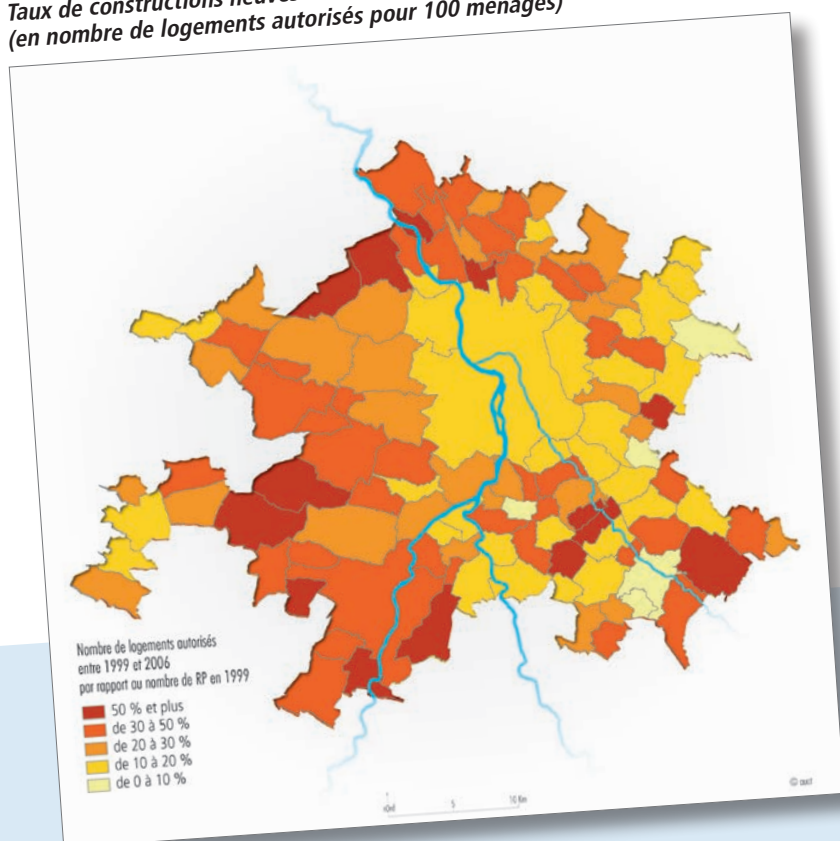 Taux de constructions neuves
(en nombre de logements autorisés pour 100 ménages)
Nombre de logements autorisés
entre 1999 et 2006
par rapport au nombre de RP en 1999
50 % et plus
de 30 à 50 %
de 20 à 30 %
de 10 à 20 %
de 0 à 10 %
5
10 Km